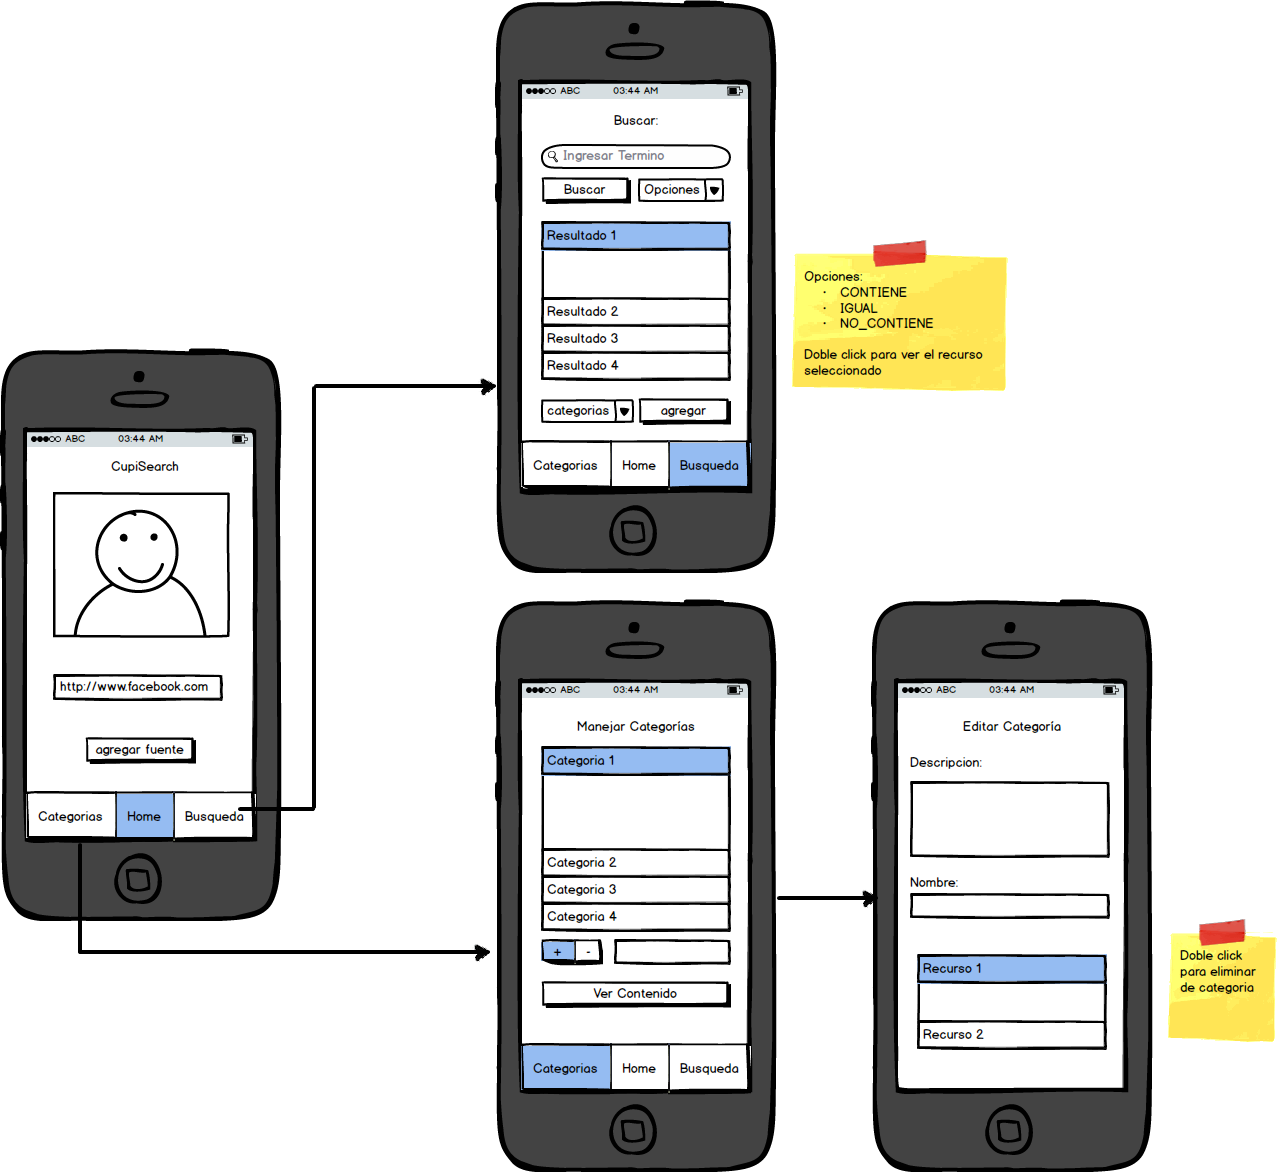 ABC 03:44 AM
CupiSearch
http://www.facebook.com
agregar fuente
Categorias Home Busqueda
ABC 03:44 AM
Buscar:
Ingresar Termino
Buscar Opciones
Resultado 1
Resultado 2
Resultado 3
Resultado 4
categorias agregar
Categorias Home Busqueda
Opciones:
· CONTIENE
· IGUAL
· NO_CONTIENE
Doble click para ver el recurso
seleccionado
ABC 03:44 AM
Manejar Categorías
Categoria 1
Categoria 2
Categoria 3
Categoria 4
+ -
Ver Contenido
Categorias Home Busqueda
ABC 03:44 AM
Editar Categoría
Descripcion:
Nombre:
Recurso 1
Recurso 2
Doble click
para eliminar
de categoria